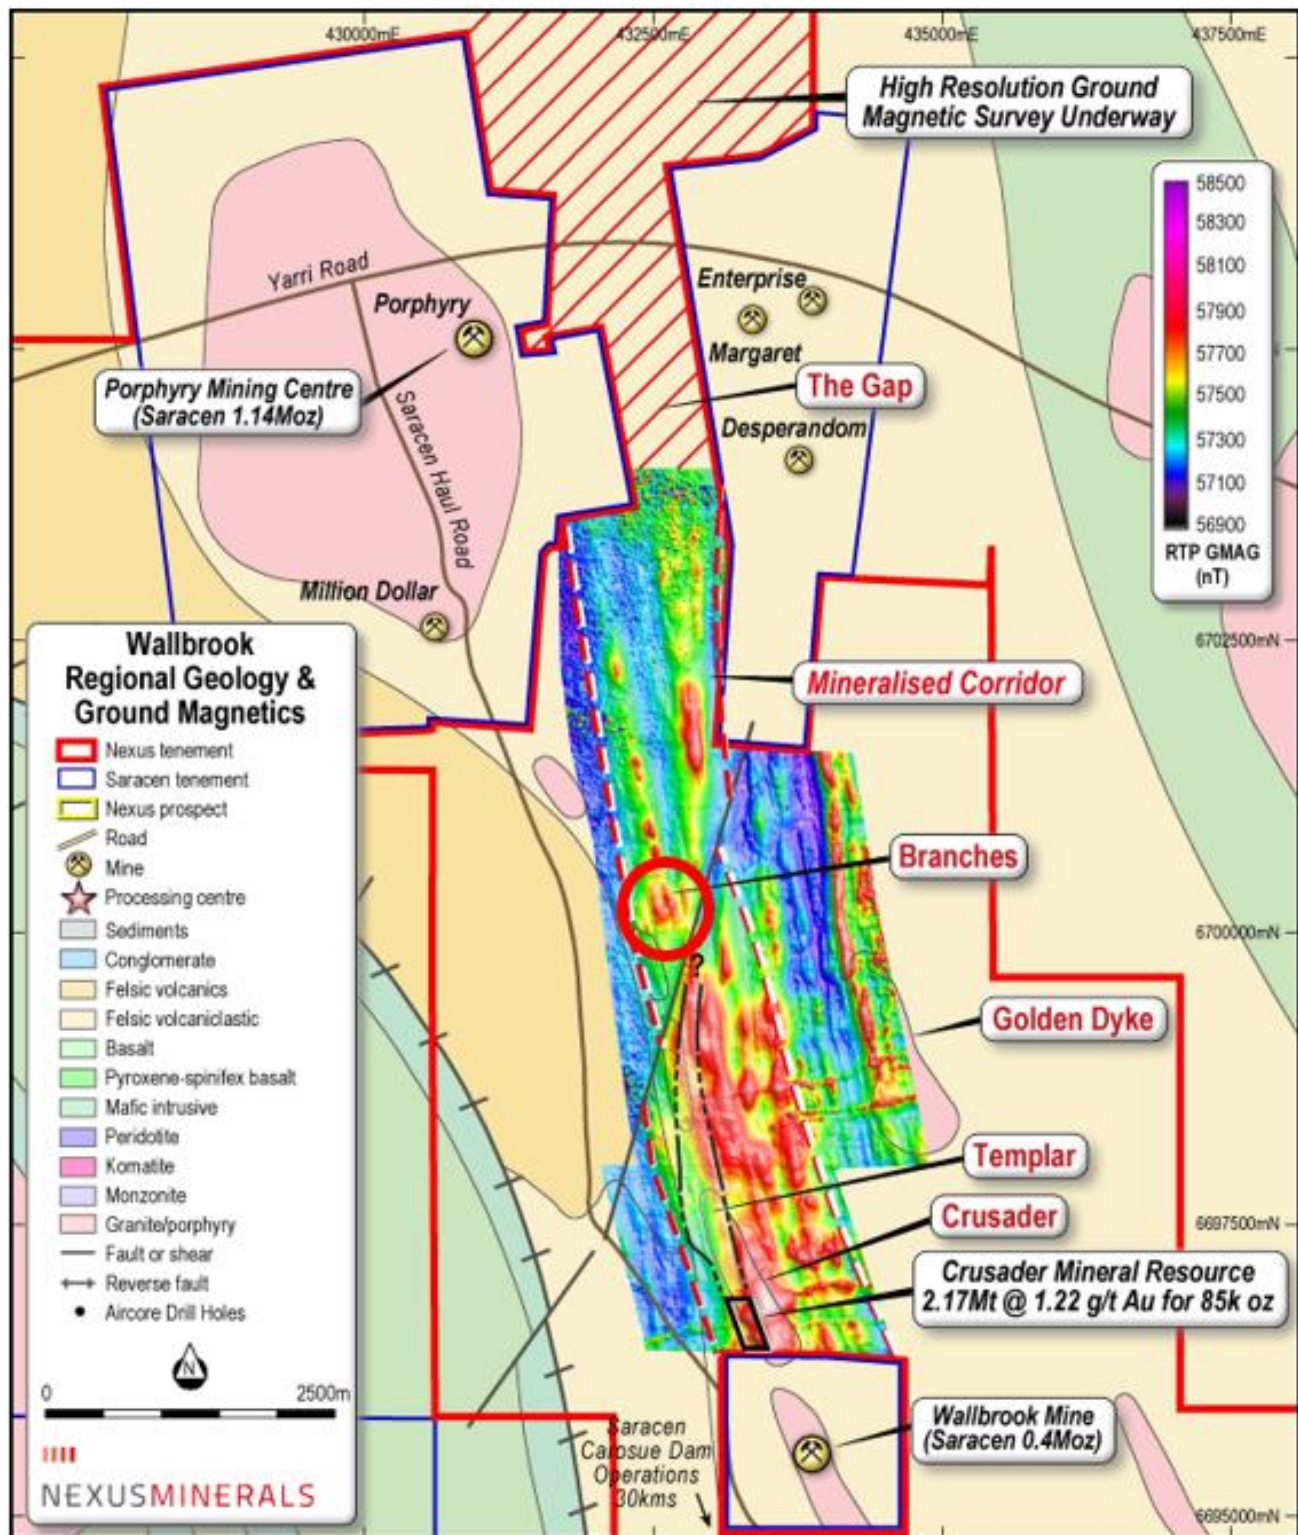 430000mE
432500mE
435000mE
437500mE
High Resolution Ground
Magnetic Survey Underway
58500
58300
58100
57900
57700
57500
57300
57100
56900
RTP GMAG
(nT)
Yarri Road
Porphyry
Enterprise
Margaret
The Gap
Porphyry Mining Centre
(Saracen 1.14Moz)
Desperandom
Saracen Haul Road
Million Dollar
6702500mN
Mineralised Corridor
Wallbrook
Regional Geology &
Ground Magnetics
Nexus tenement
Saracen tenement
Nexus prospect
Road
Mine
Processing centre
Sediments
Conglomerate
Felsic volcanics
Felsic volcaniclastic
Basalt
Pyroxene-spinifex basalt
Mafic intrusive
Peridotite
Komatite
Monzonite
Granite/porphyry
Fault or shear
Reverse fault
Aircore Drill Holes
N
0 2500m
NEXUSMINERALS
Branches
6700000mN
?
Golden Dyke
Templar
Crusader
6697500mN
Crusader Mineral Resource
2.17Mt @ 1.22 g/t Au for 85k oz
Wallbrook Mine
(Saracen 0.4Moz)
Saracen
Carosue Dam
Operations
30kms
6695000mN